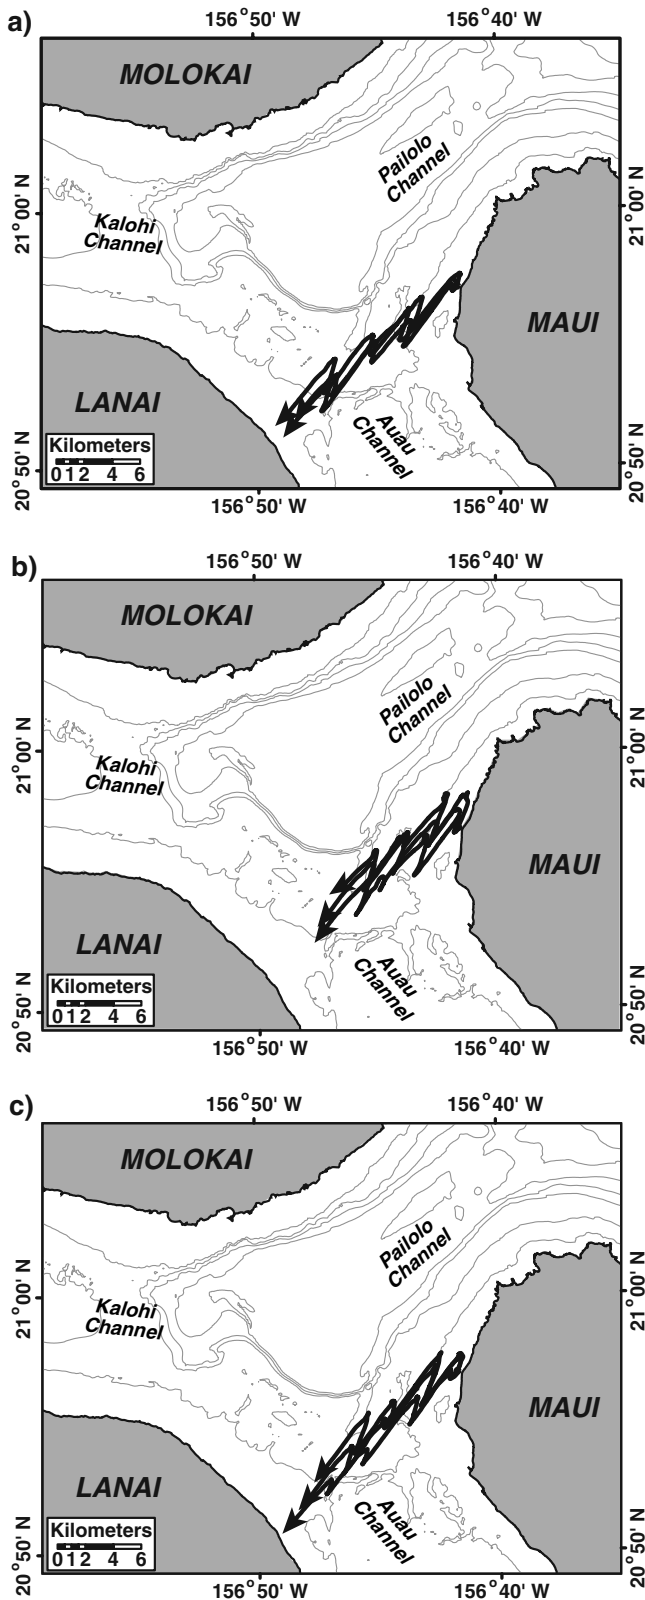 a)
156°50' W
156°40' W
MOLOKAI
Pailolo
Channel
21°00' N
21°00' N
Kalohi
Channel
MAUI
LANAI
Auau
Channel
Kilometers
0 1 2 4 6
20°50' N
20°50' N
156°50' W
156°40' W
b)
156°50' W
156°40' W
MOLOKAI
Pailolo
Channel
21°00' N
21°00' N
Kalohi
Channel
MAUI
LANAI
Auau
Channel
Kilometers
0 1 2 4 6
20°50' N
20°50' N
156°50' W
156°40' W
c)
156°50' W
156°40' W
MOLOKAI
Pailolo
Channel
21°00' N
21°00' N
Kalohi
Channel
MAUI
LANAI
Auau
Channel
Kilometers
0 1 2 4 6
20°50' N
20°50' N
156°50' W
156°40' W